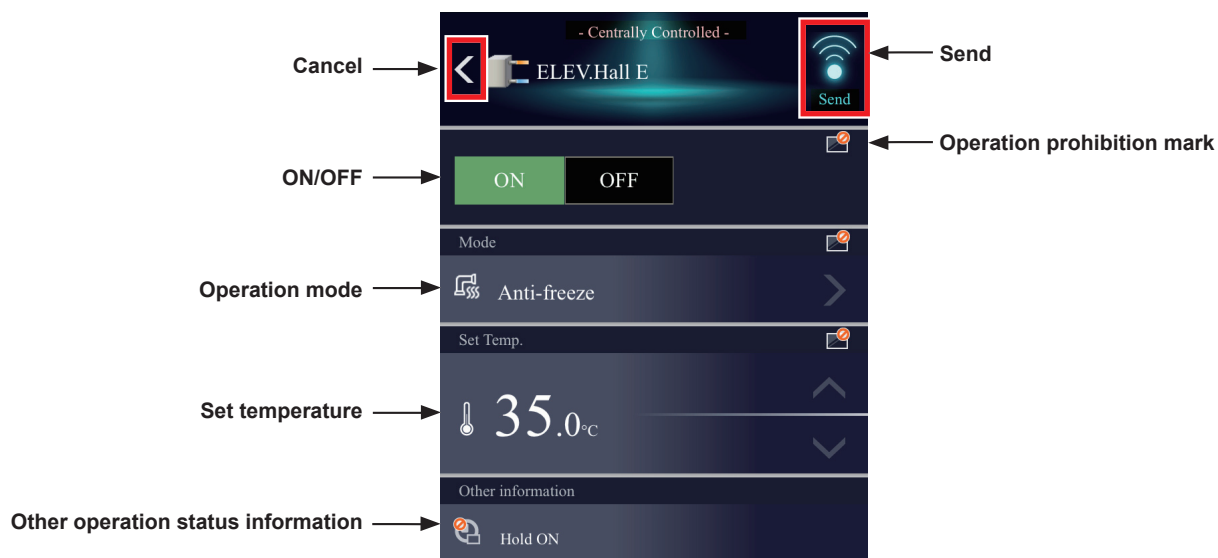 - Centrally Controlled -
Cancel
ELEV.Hall E
Send
Send
Operation prohibition mark
ON/OFF
ON
OFF
Mode
Operation mode
Anti-freeze
Set Temp.
Set temperature
35.0°C
Other information
Other operation status information
Hold ON